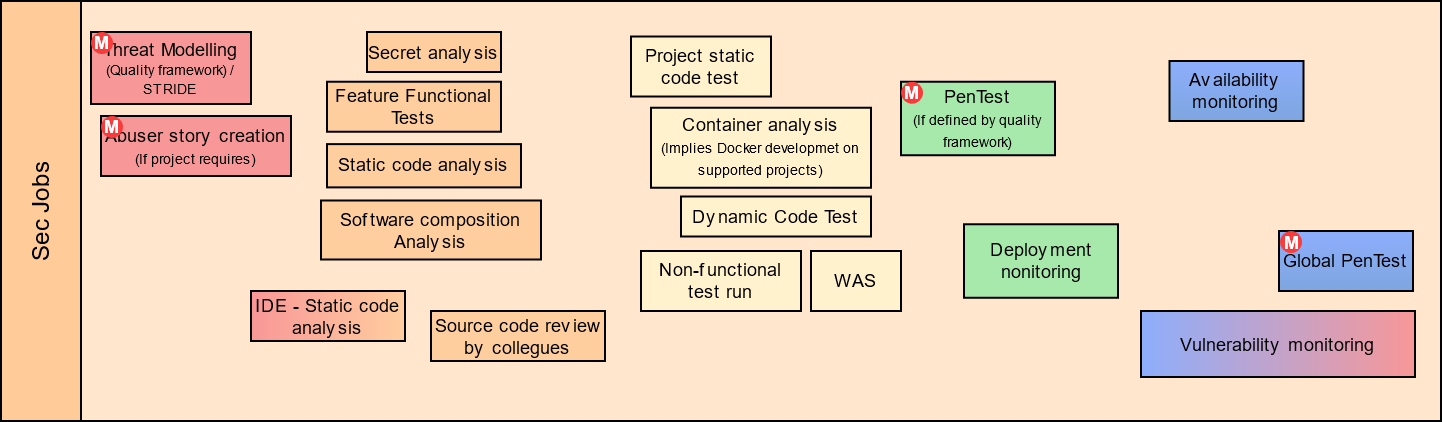 Sec Jobs
M
Threat Modelling
(Quality framework) /
STRIDE
M
Abuser story creation
(If project requires)
Secret analysis
Feature Functional
Tests
Static code analysis
Software composition
Analysis
IDE - Static code
analysis
Source code review
by collegues
Project static
code test
Container analysis
(Implies Docker developmet on
supported projects)
Dynamic Code Test
Non-functional
test run
WAS
M
PenTest
(If defined by quality
framework)
Deployment
nonitoring
Availability
monitoring
M
Global PenTest
Vulnerability monitoring